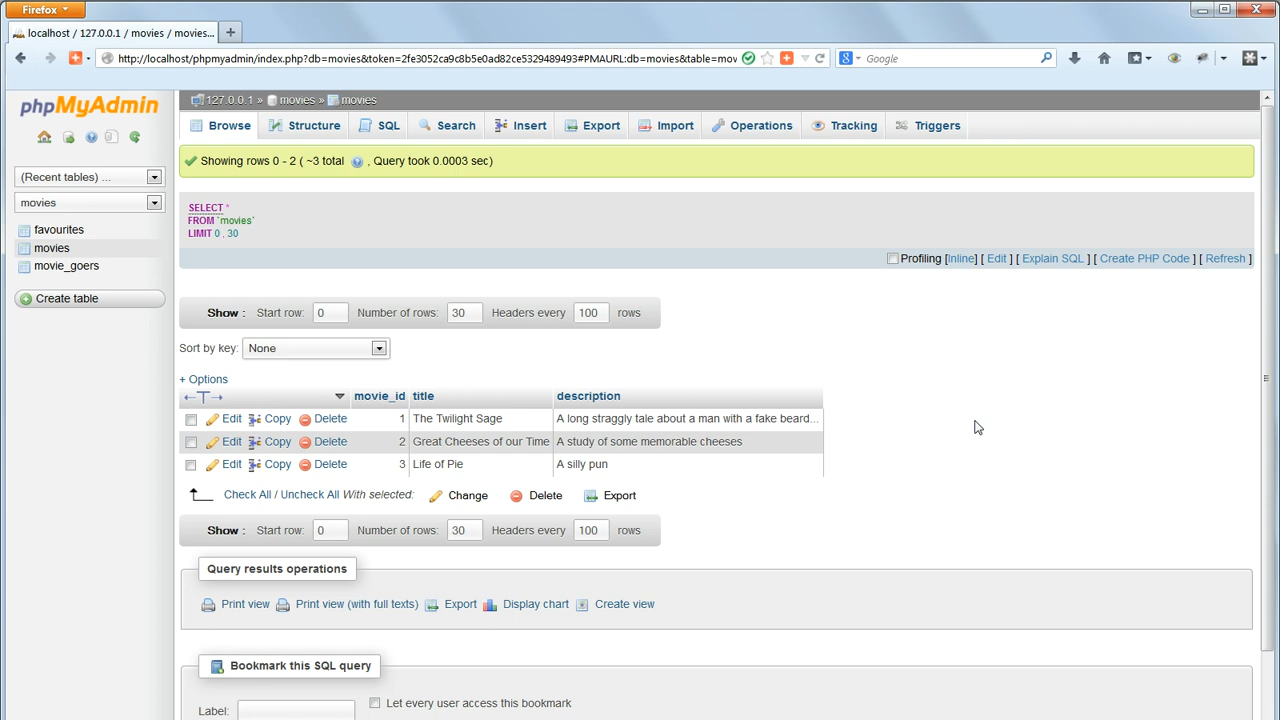 Firefox
localhost / 127.0.0.1 / movies / movies...
http://localhost/phpmyadmin/index.php?db=movies&token=2fe3052ca9c8b5e0ad82ce5329489493#PMAURL:db=movies&table=mov
Google
phpMyAdmin
127.0.0.1 » movies » movies
Browse Structure SQL Search Insert Export Import Operations Tracking Triggers
(Recent tables) ...
movies
favourites
movies
movie_goers
Create table
Showing rows 0 - 2 ( ~3 total , Query took 0.0003 sec)
SELECT *
FROM `movies`
LIMIT 0 , 30
Profiling [Inline] [ Edit ] [ Explain SQL ] [ Create PHP Code ] [ Refresh ]
Show : Start row: 0 Number of rows: 30 Headers every 100 rows
Sort by key: None
+ Options
←T→ movie_id title description
Edit Copy Delete 1 The Twilight Sage A long straggly tale about a man with a fake beard...
Edit Copy Delete 2 Great Cheeses of our Time A study of some memorable cheeses
Edit Copy Delete 3 Life of Pie A silly pun
Check All / Uncheck All With selected: Change Delete Export
Show : Start row: 0 Number of rows: 30 Headers every 100 rows
Query results operations
Print view Print view (with full texts) Export Display chart Create view
Bookmark this SQL query
Label: Let every user access this bookmark